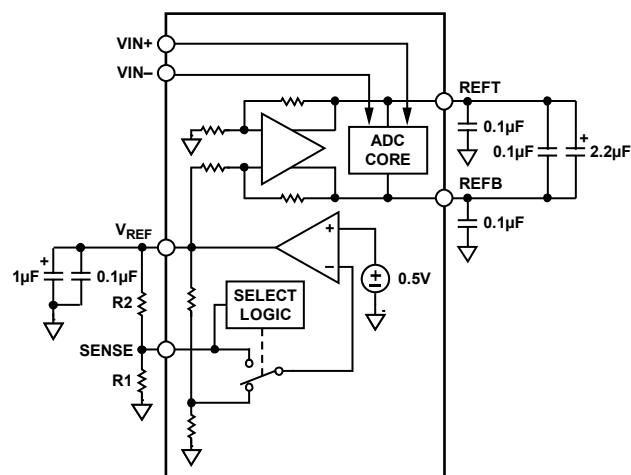 VIN+
VIN–
REFT
0.1µF
0.1µF
+
2.2µF
ADC
CORE
REFB
0.1µF
VREF
+
1µF
0.1µF
+
–
0.5V
R2
SELECT
LOGIC
SENSE
R1